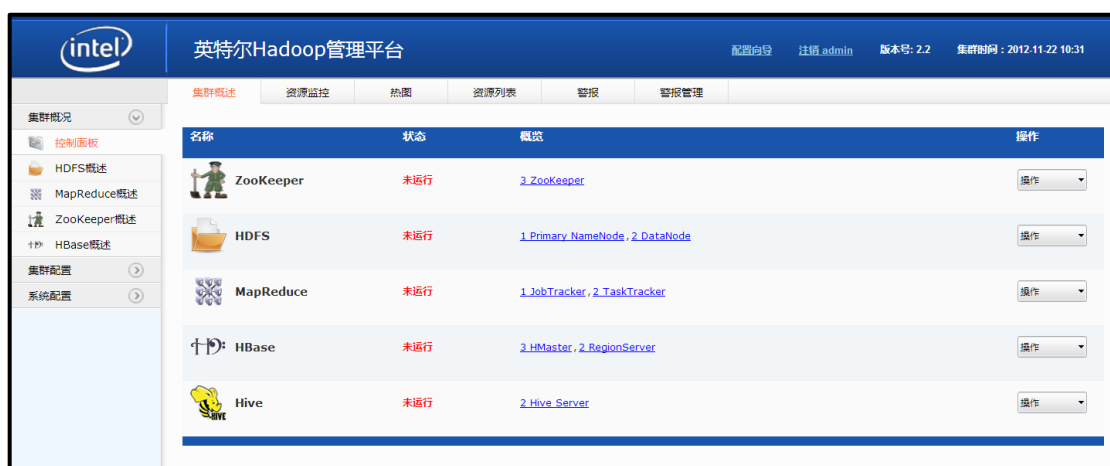 intel
英特尔Hadoop管理平台
配置向导 注销 admin 版本号: 2.2 集群时间：2012-11-22 10:31
集群概述 资源监控 热图 资源列表 警报 警报管理
集群概况
控制面板
HDFS概述
MapReduce概述
ZooKeeper概述
HBase概述
集群配置
系统配置
名称 状态 概览 操作
ZooKeeper 未运行 3 ZooKeeper 操作
HDFS 未运行 1 Primary NameNode, 2 DataNode 操作
MapReduce 未运行 1 JobTracker, 2 TaskTracker 操作
HBase 未运行 3 HMaster, 2 RegionServer 操作
HIVE Hive 未运行 2 Hive Server 操作